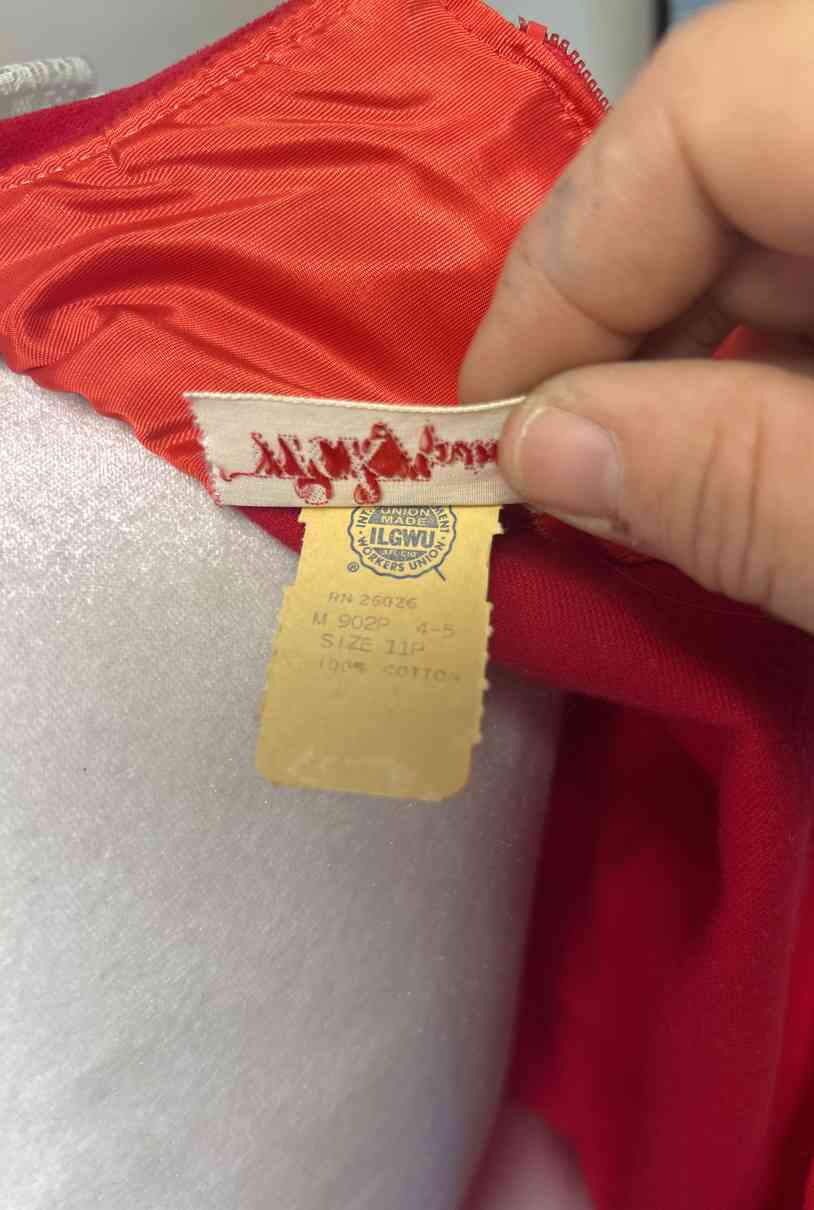 UNION
MADE
ILGWU
AFL-CIO
WORKERS UNION
®
RN 26026
M 902P 4-5
SIZE 11P
100% COTTON